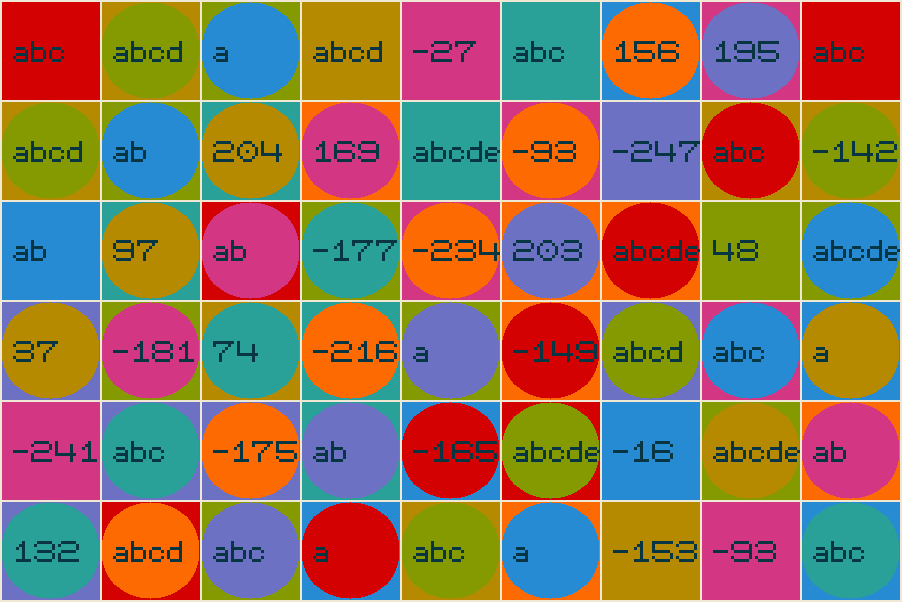 abc abcd a abcd -27 abc 156 195 abc
abcd ab 204 169 abcde -93 -247 abc -142
ab 97 ab -177 -234 203 abcde 48 abcde
37 -181 74 -216 a -149 abcd abc a
-241 abc -175 ab -165 abcde -16 abcde ab
132 abcd abc a abc a -153 -93 abc